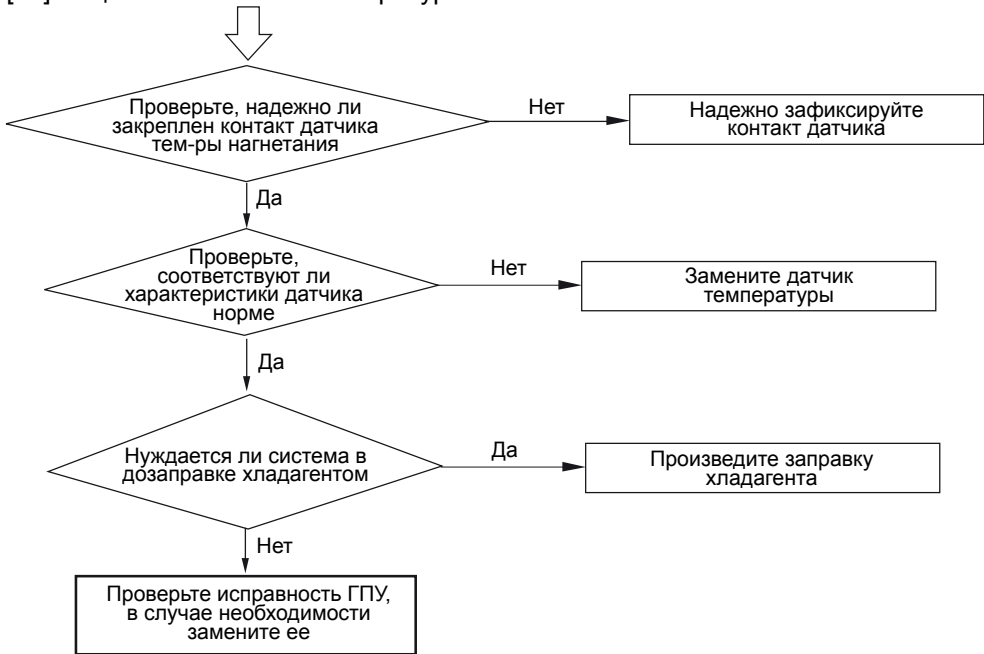 Проверьте, надежно ли
закреплен контакт датчика
тем-ры нагнетания
Нет
Надежно зафиксируйте
контакт датчика
Да
Проверьте,
соответствуют ли
характеристики датчика
норме
Нет
Замените датчик
температуры
Да
Нуждается ли система в
дозаправке хладагентом
Да
Произведите заправку
хладагента
Нет
Проверьте исправность ГПУ,
в случае необходимости
замените ее